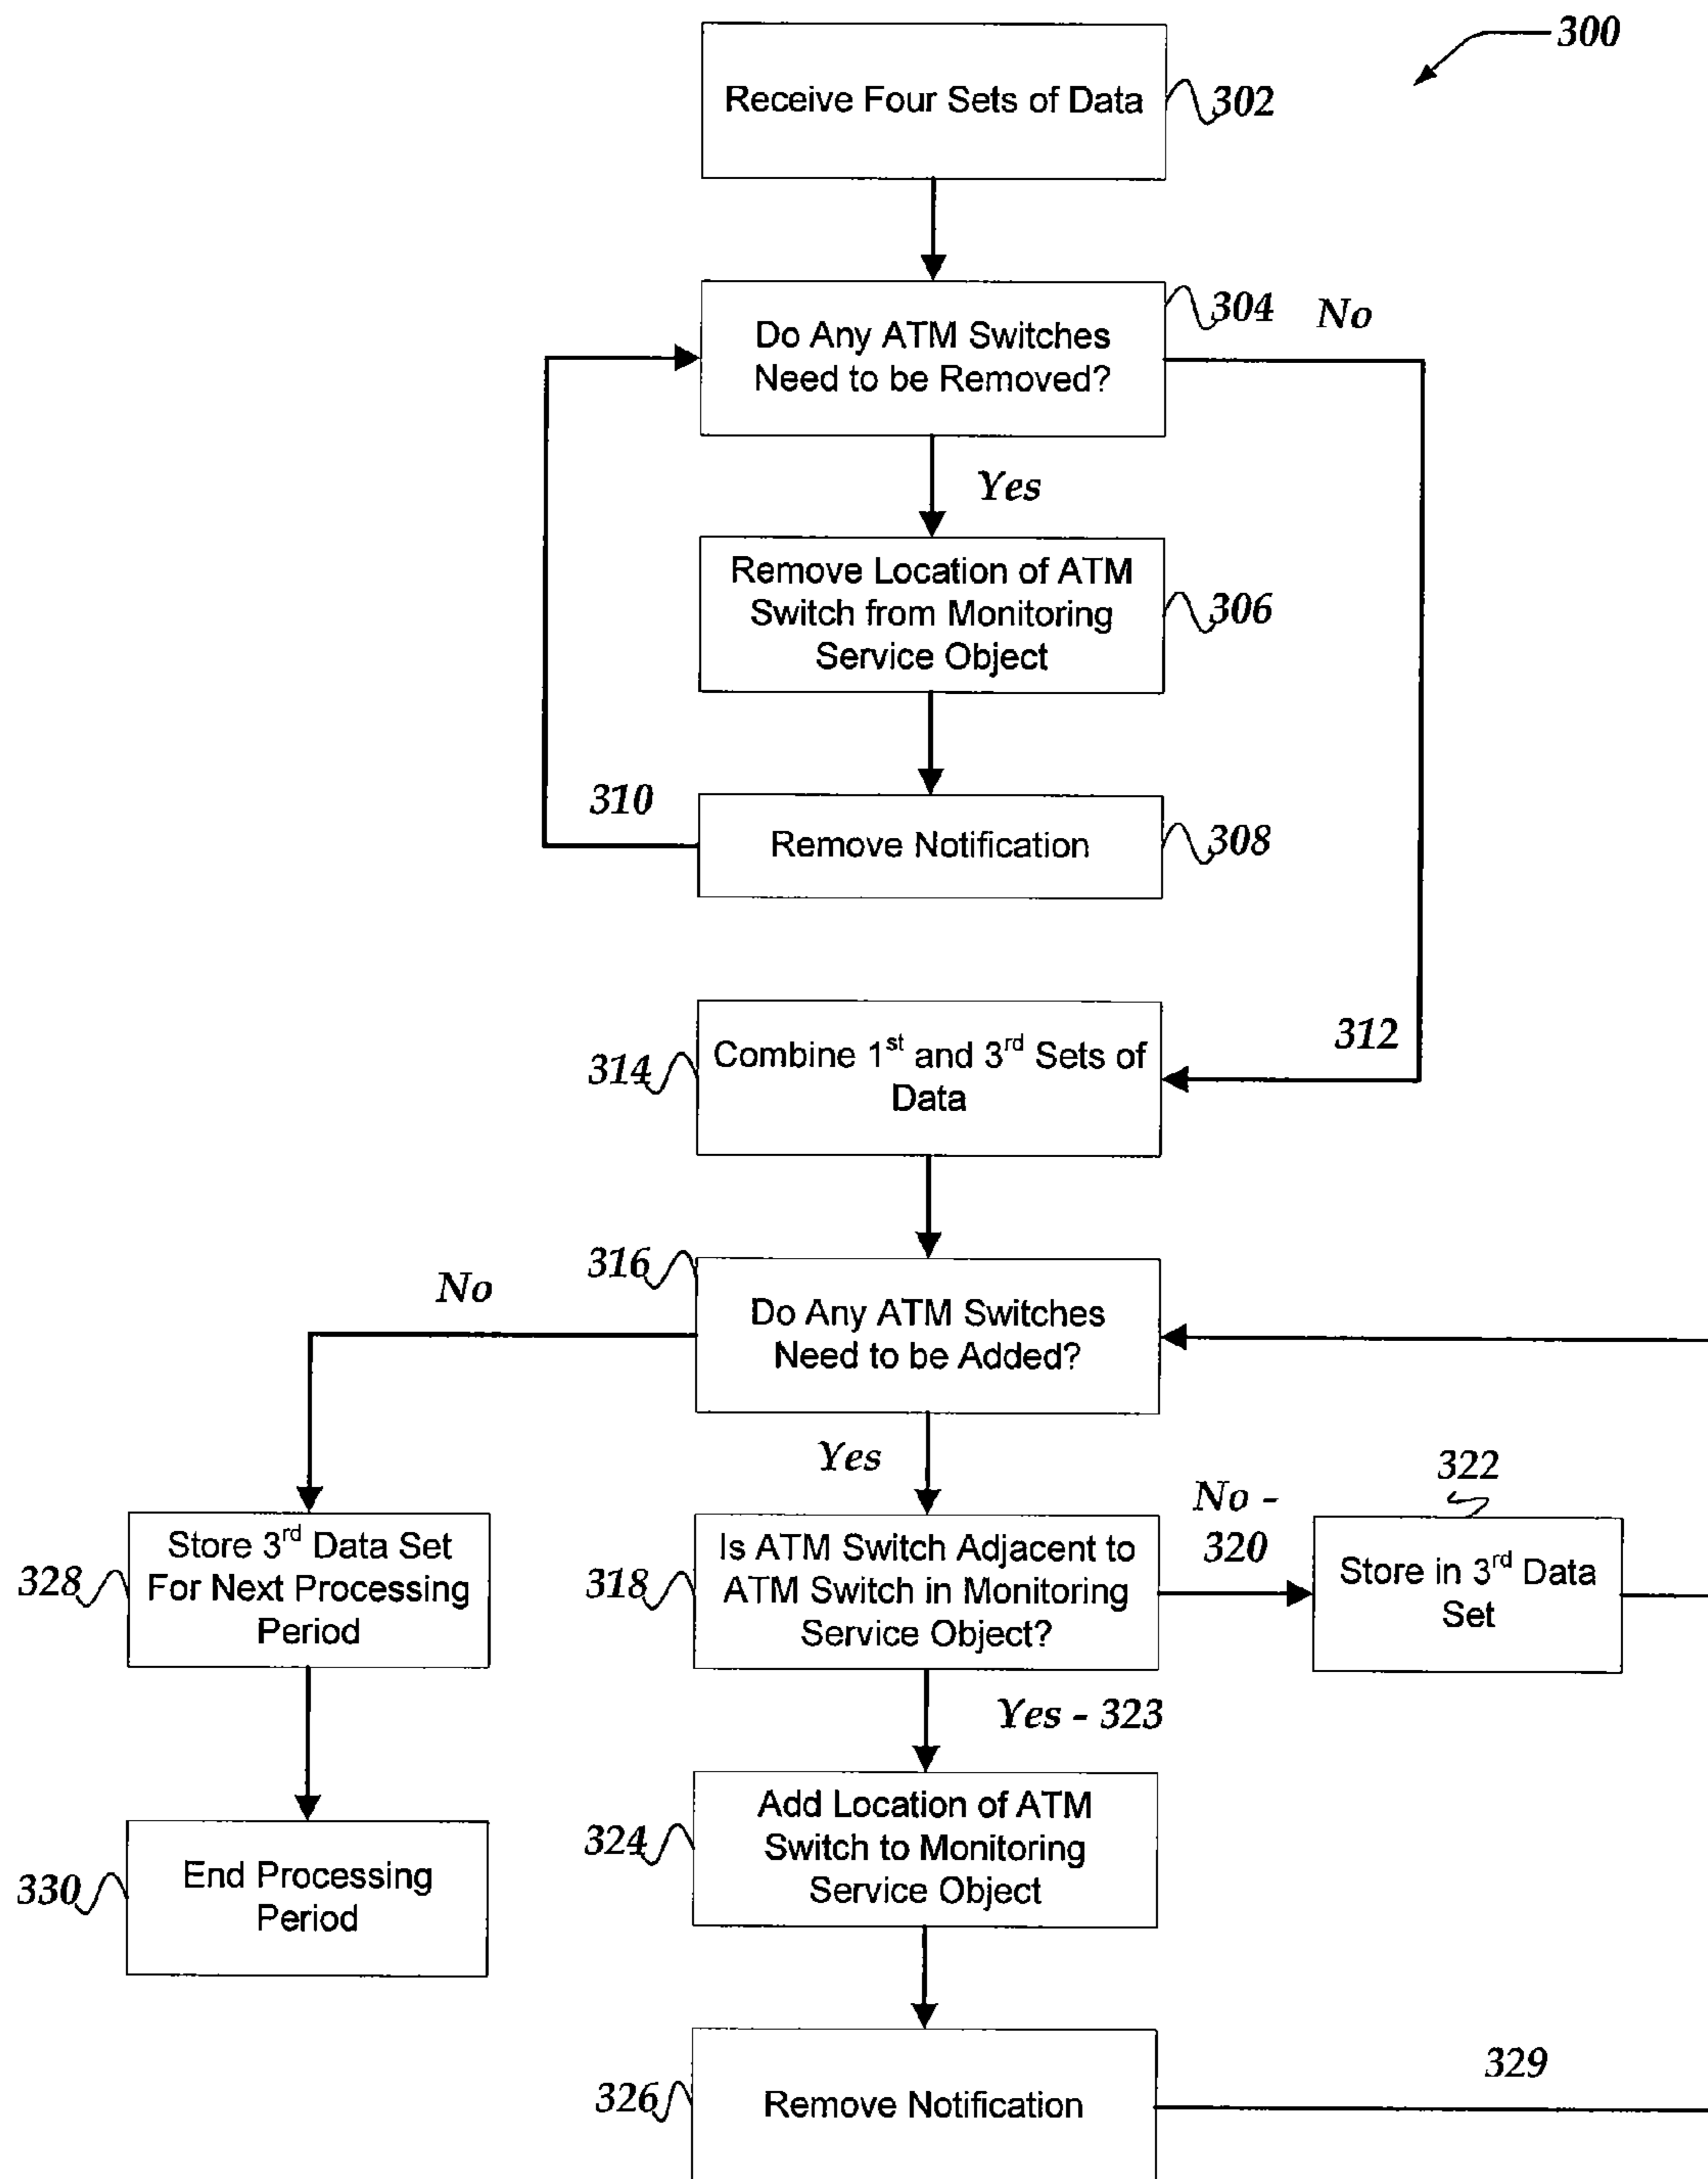 300
Receive Four Sets of Data
302
304
No
Do Any ATM Switches
Need to be Removed?
Yes
Remove Location of ATM
Switch from Monitoring
Service Object
306
310
Remove Notification
308
312
314
Combine 1st and 3rd Sets of
Data
316
No
Do Any ATM Switches
Need to be Added?
Yes
322
No -
320
Store 3rd Data Set
For Next Processing
Period
328
318
Is ATM Switch Adjacent to
ATM Switch in Monitoring
Service Object?
Store in 3rd Data
Set
Yes - 323
324
Add Location of ATM
Switch to Monitoring
Service Object
330
End Processing
Period
329
326
Remove Notification